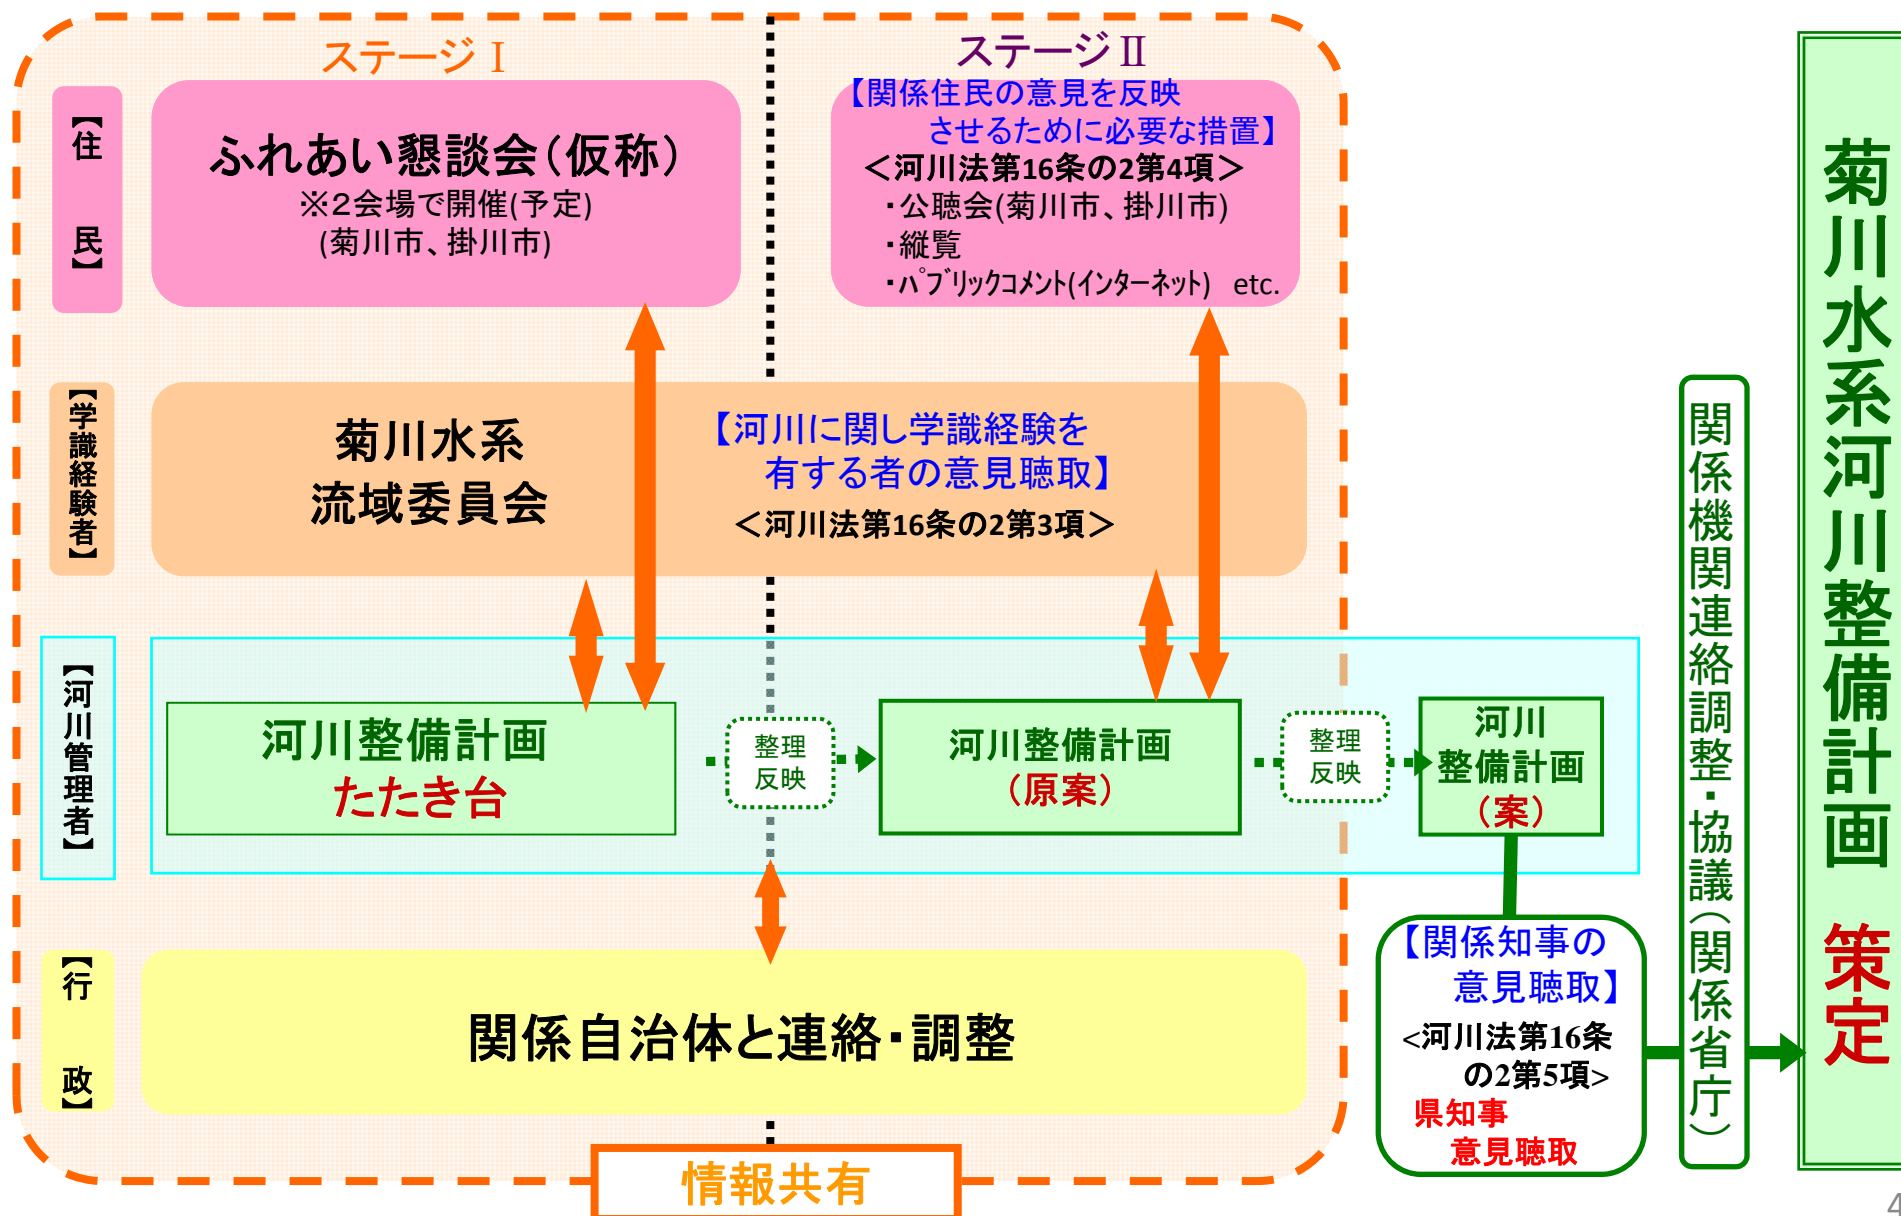 ステージ Ⅰ
ステージⅡ
【住 民】
ふれあい懇談会（仮称）
※２会場で開催(予定)
(菊川市、掛川市)
【関係住民の意見を反映
させるために必要な措置】
＜河川法第16条の2第4項＞
・公聴会(菊川市、掛川市)
・縦覧
・ﾊﾟﾌﾞﾘｯｸｺﾒﾝﾄ(ｲﾝﾀｰﾈｯﾄ) etc.
【学識経験者】
菊川水系
流域委員会
【河川に関し学識経験を
有する者の意見聴取】
＜河川法第16条の2第3項＞
【河川管理者】
河川整備計画
たたき台
整理
反映
河川整備計画
（原案）
整理
反映
河川
整備計画
（案）
【行 政】
関係自治体と連絡・調整
情報共有
【関係知事の
意見聴取】
<河川法第16条
の2第5項>
県知事
意見聴取
関係機関連絡調整・協議（関係省庁）
菊川水系河川整備計画 策定
4